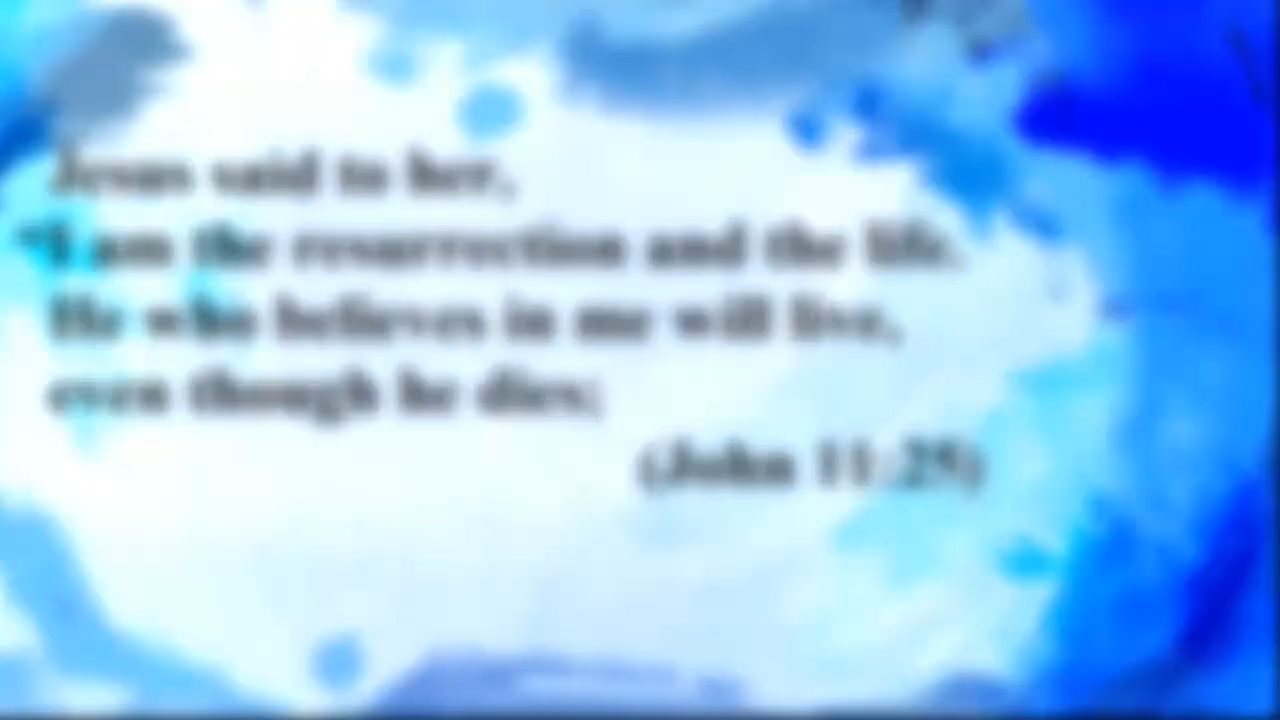 Jesus said to her,
"I am the resurrection and the life.
He who believes in me will live,
even though he dies;
(John 11:25)